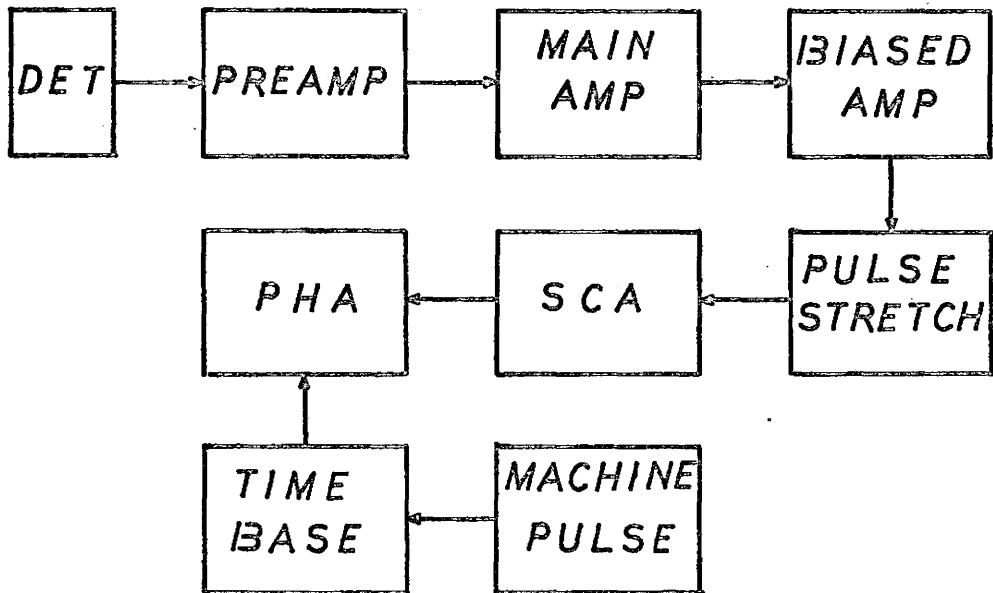 DET
PREAMP
MAIN
AMP
BIASED
AMP
PHA
SCA
PULSE
STRETCH
TIME
BASE
MACHINE
PULSE